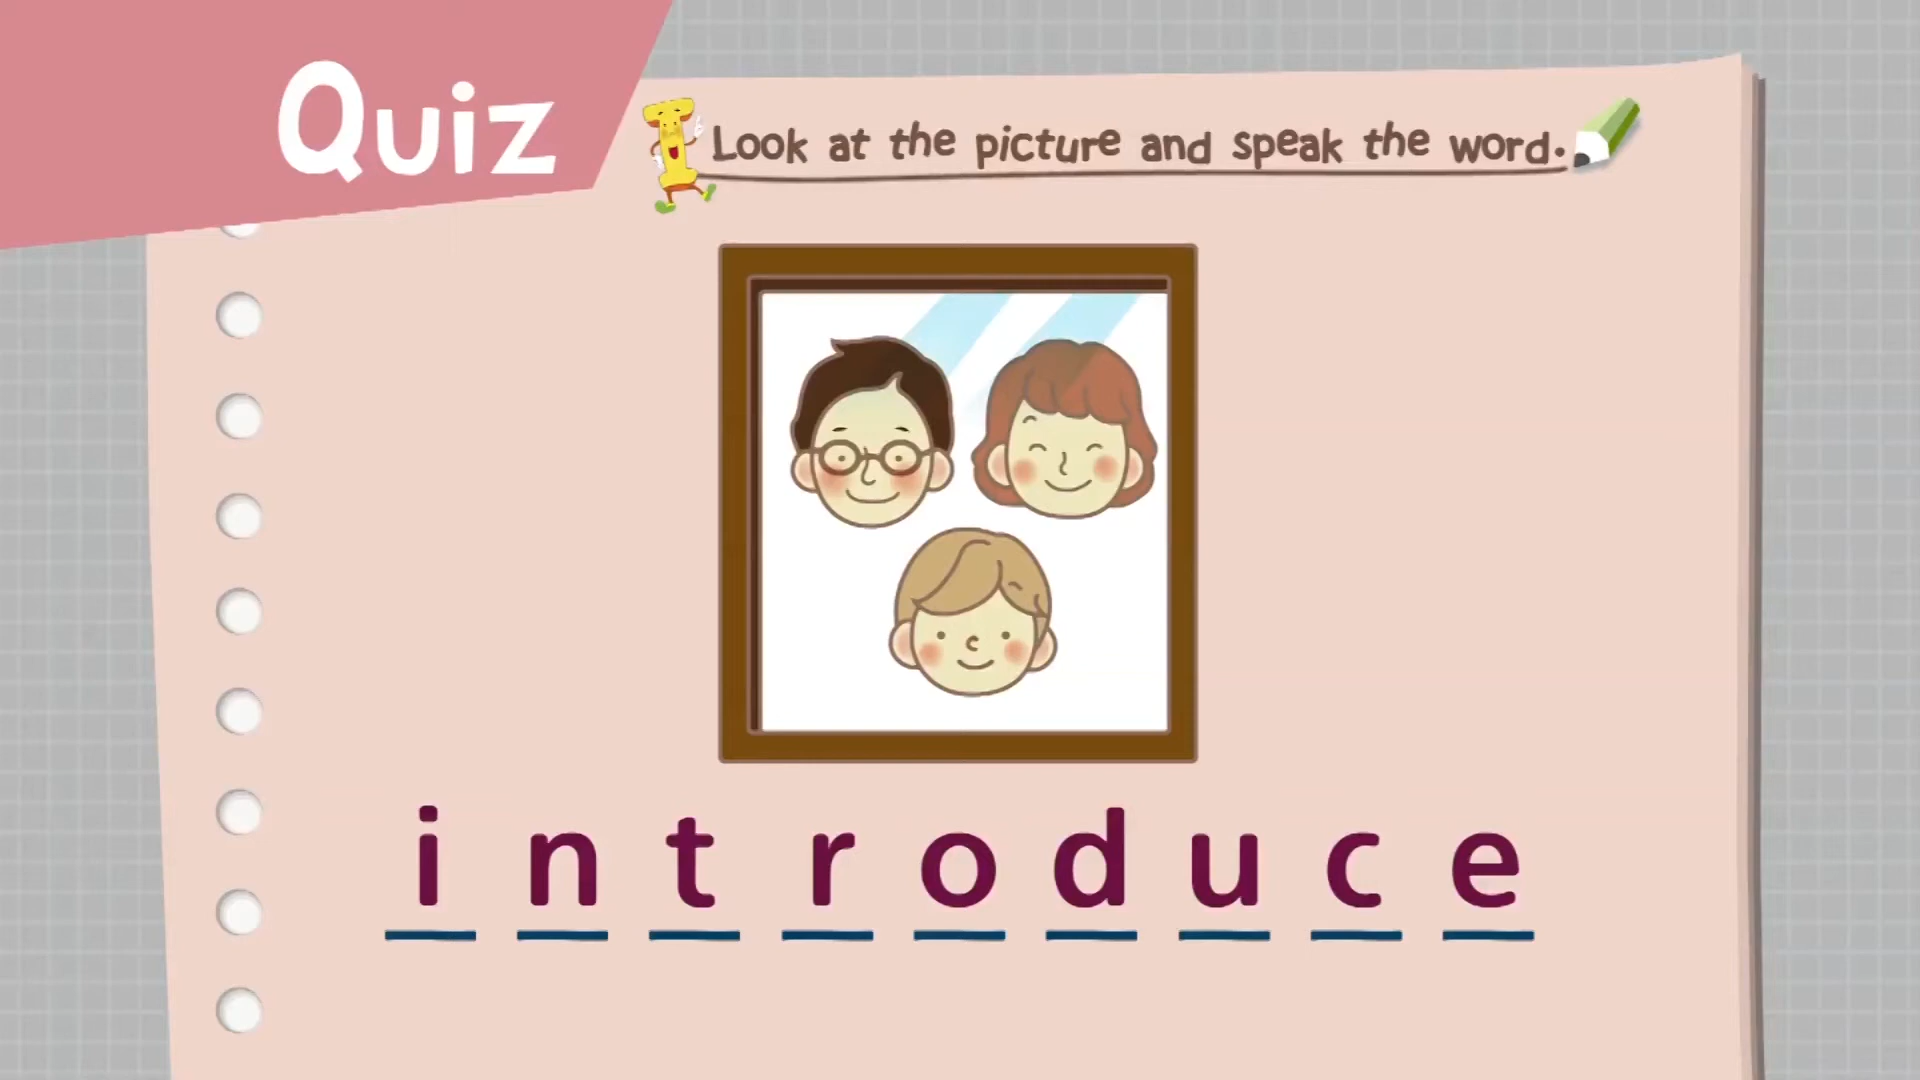 Quiz
Look at the picture and speak the word.
introduce